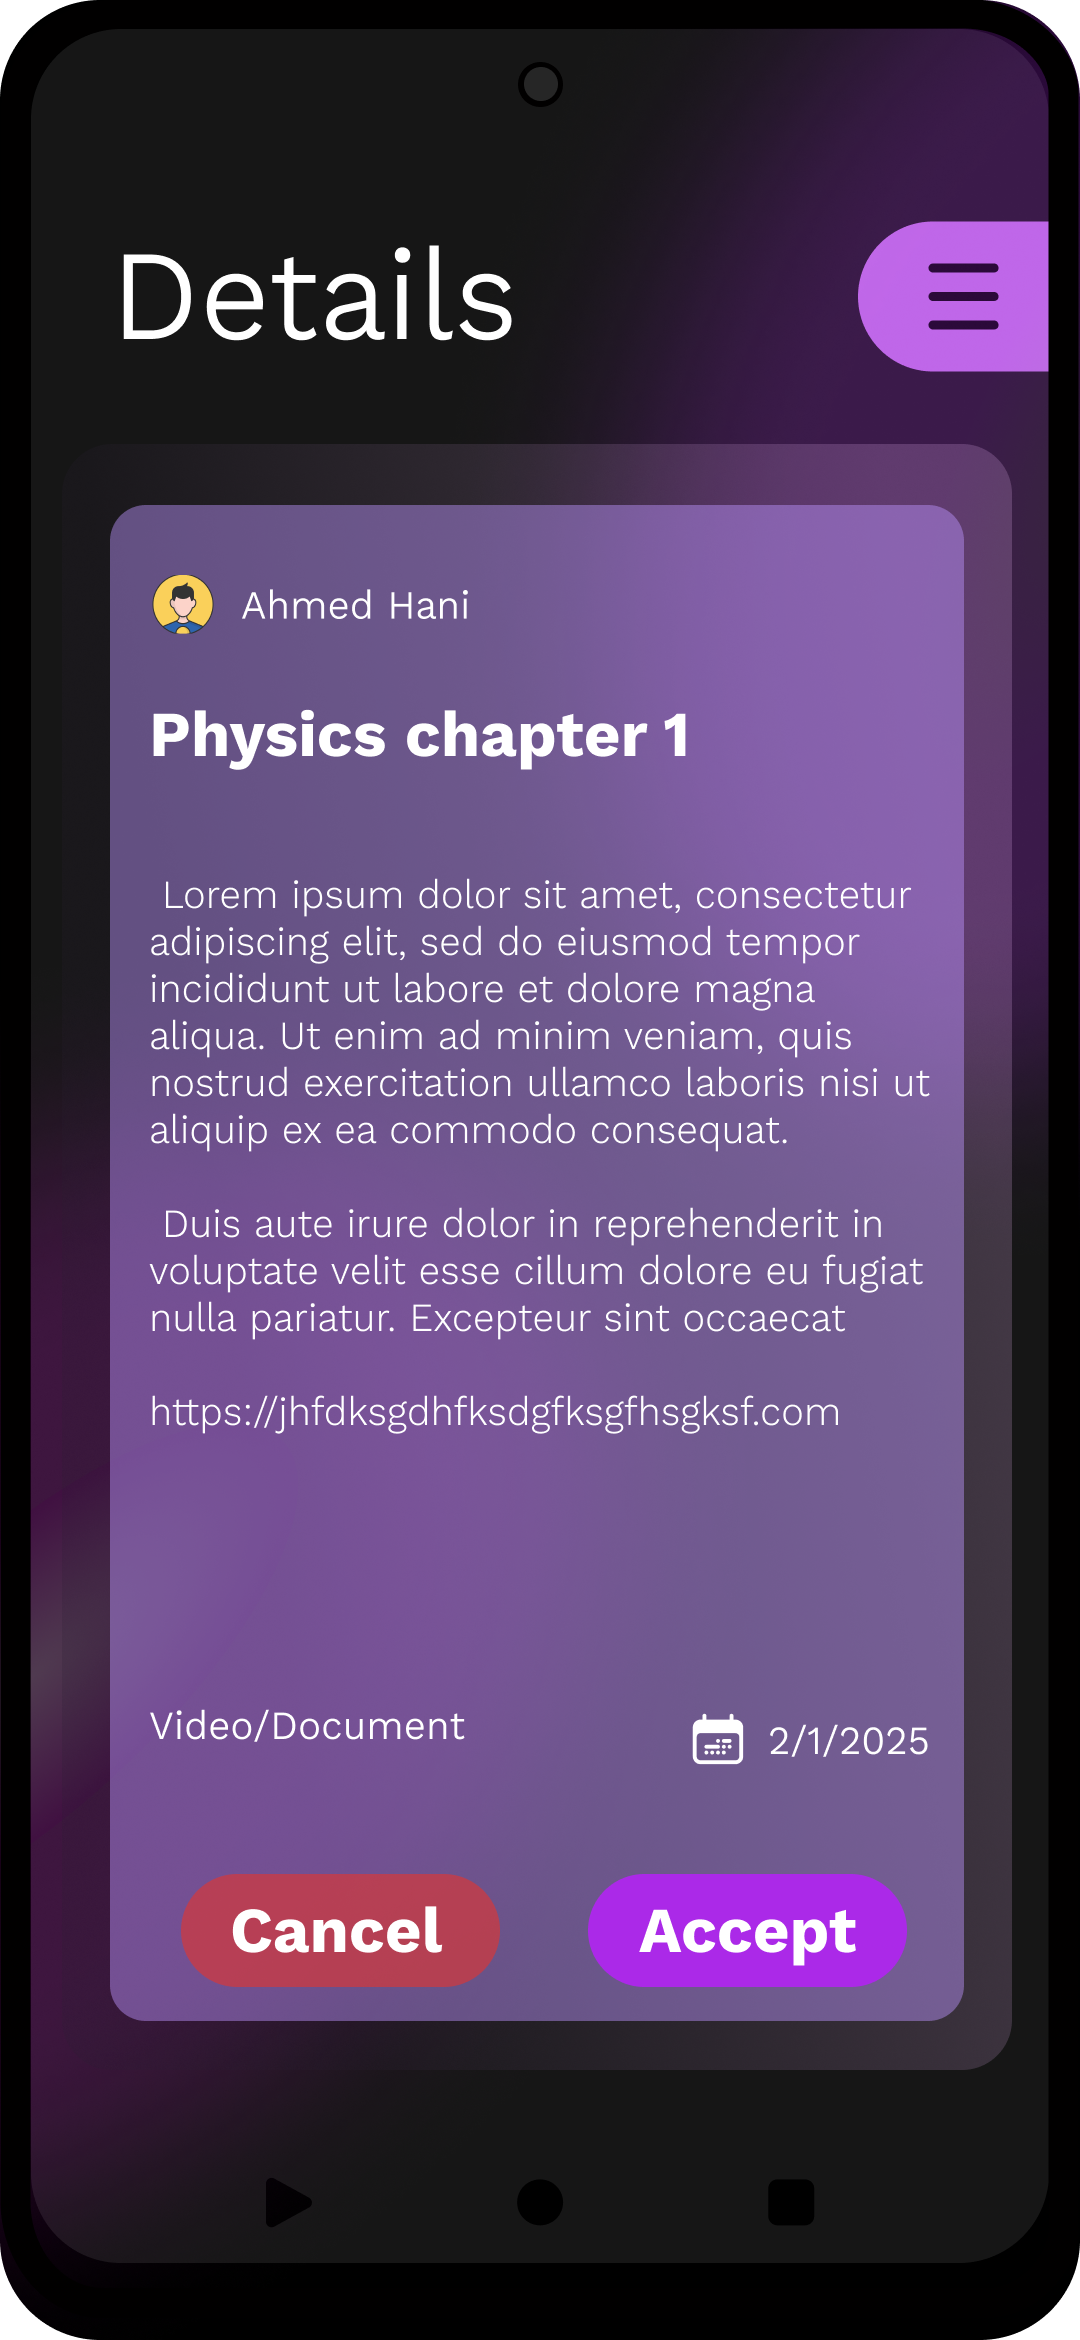 Details
Ahmed Hani
Physics chapter 1
Lorem ipsum dolor sit amet, consectetur
adipiscing elit, sed do eiusmod tempor
incididunt ut labore et dolore magna
aliqua. Ut enim ad minim veniam, quis
nostrud exercitation ullamco laboris nisi ut
aliquip ex ea commodo consequat.
Duis aute irure dolor in reprehenderit in
voluptate velit esse cillum dolore eu fugiat
nulla pariatur. Excepteur sint occaecat
https://jhfdksgdhfksdgfksgfhsgksf.com
Video/Document
2/1/2025
Cancel
Accept